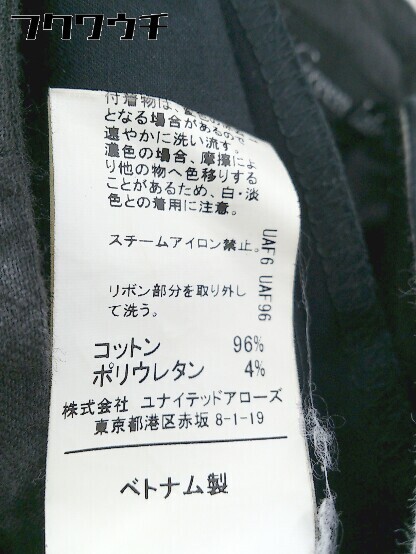 フクワウチ
付着物は、
となる場合があるので
速やかに洗い流す。
濃色の場合、摩擦によ
り他の物へ色移りする
ことがあるため、白・淡
色との着用に注意。
スチームアイロン禁止。
UAF6 UAF96
リボン部分を取り外し
て洗う。
コットン 96%
ポリウレタン 4%
株式会社 ユナイテッドアローズ
東京都港区赤坂 8-1-19
ベトナム製